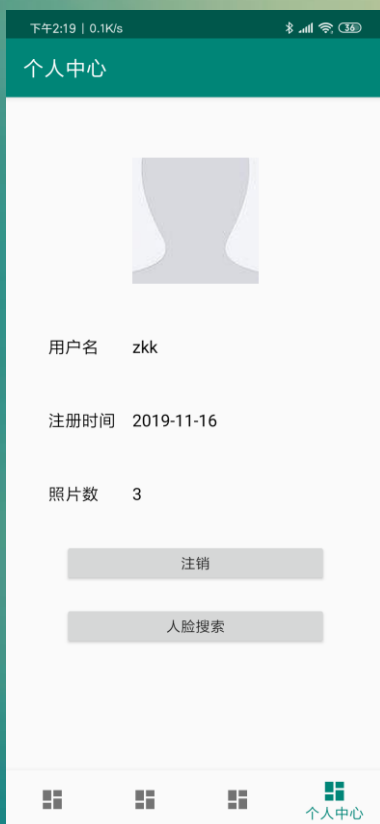 下午2:19 | 0.1K/s 36
个人中心
用户名 zkk
注册时间 2019-11-16
照片数 3
注销
人脸搜索
个人中心